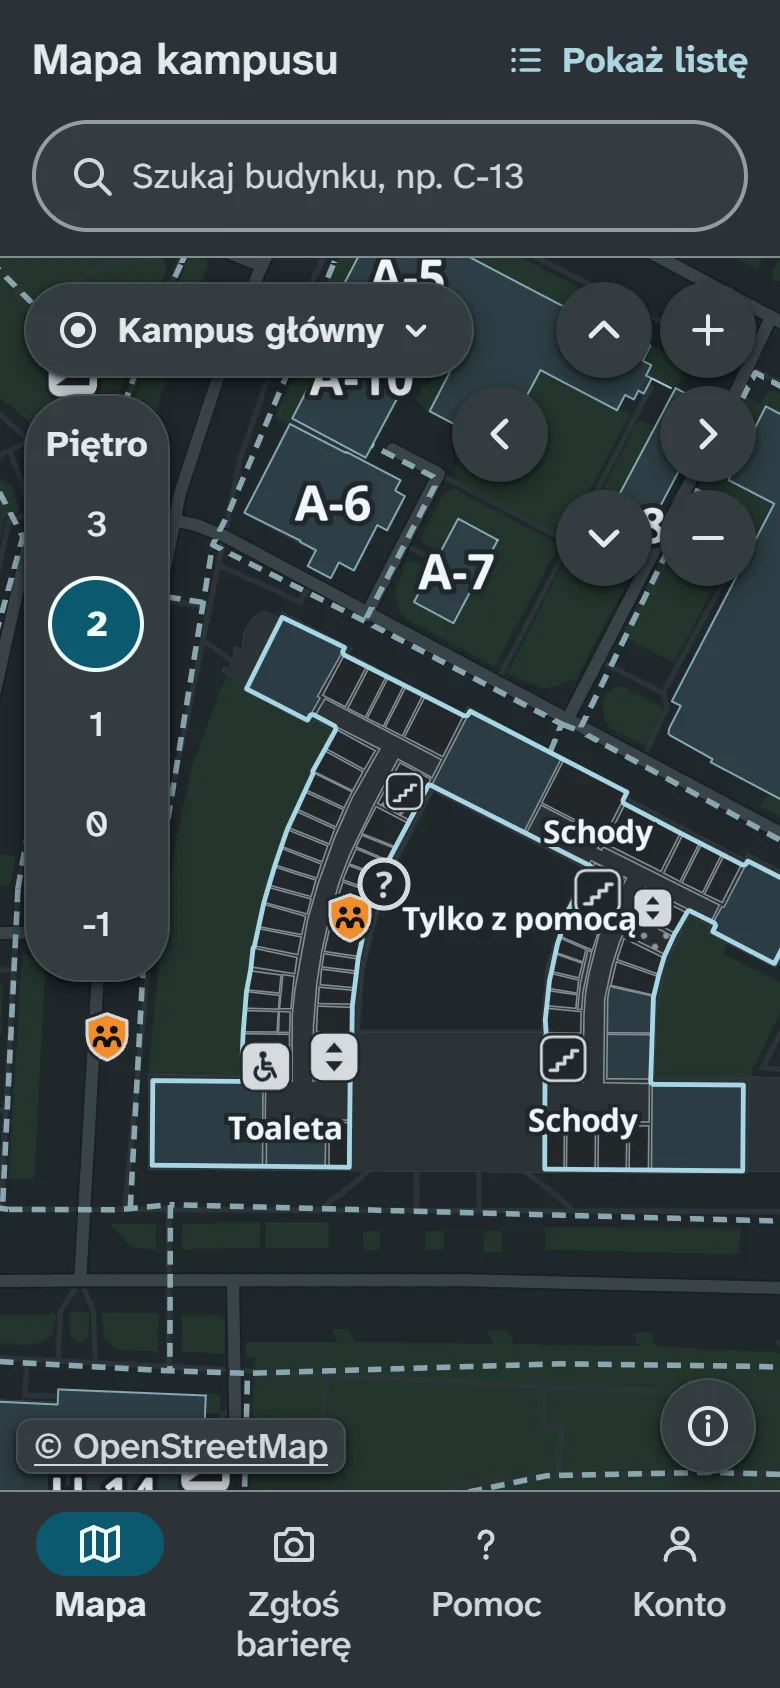 Mapa kampusu
Pokaż listę
Szukaj budynku, np. C-13
A-5
Kampus główny
A-10
Piętro
3
2
1
0
-1
A-6
A-7
8
Schody
?
Tylko z pomocą
Toaleta
Schody
© OpenStreetMap
Mapa
Zgłoś
barierę
?
Pomoc
Konto